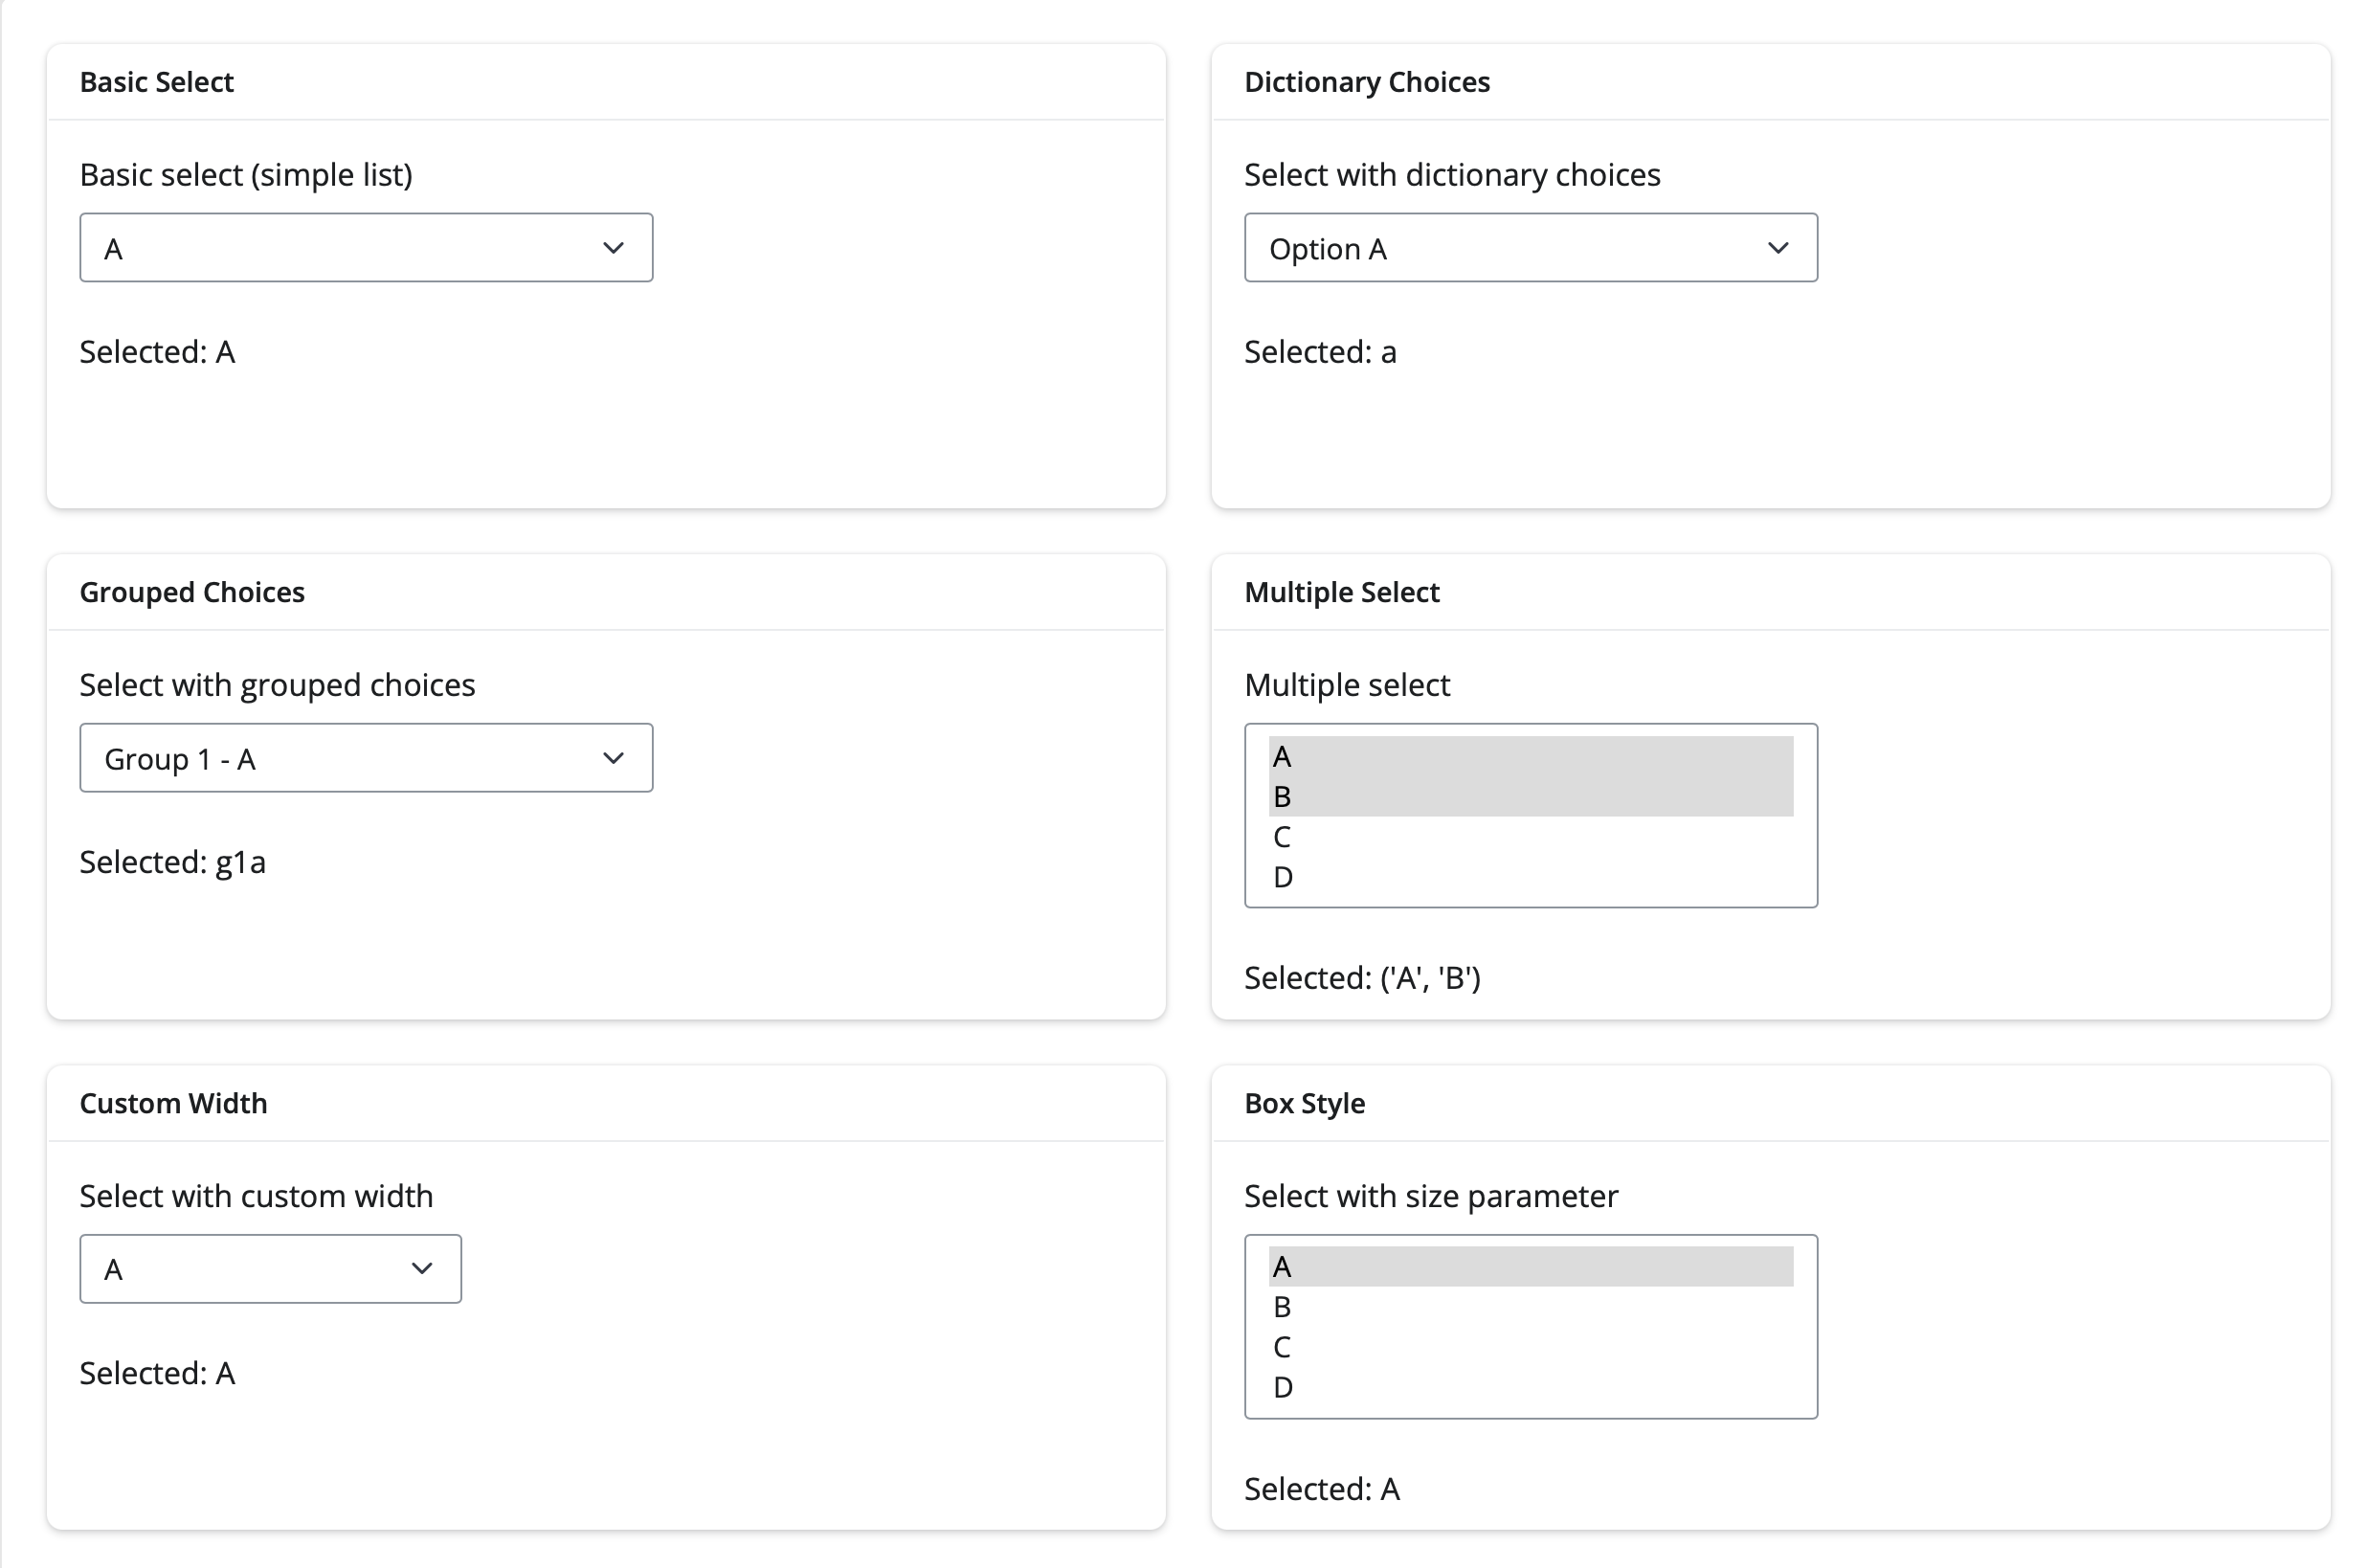 Basic Select
Basic select (simple list)
A
Selected: A
Dictionary Choices
Select with dictionary choices
Option A
Selected: a
Grouped Choices
Select with grouped choices
Group 1 - A
Selected: g1a
Multiple Select
Multiple select
A
B
C
D
Selected: ('A', 'B')
Custom Width
Select with custom width
A
Selected: A
Box Style
Select with size parameter
A
B
C
D
Selected: A